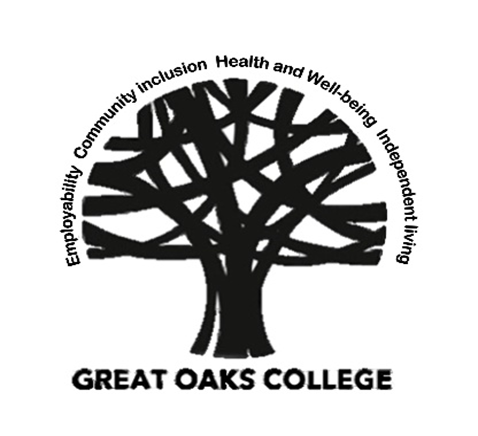 Employability Community inclusion Health and Well-being Independent living
GREAT OAKS COLLEGE